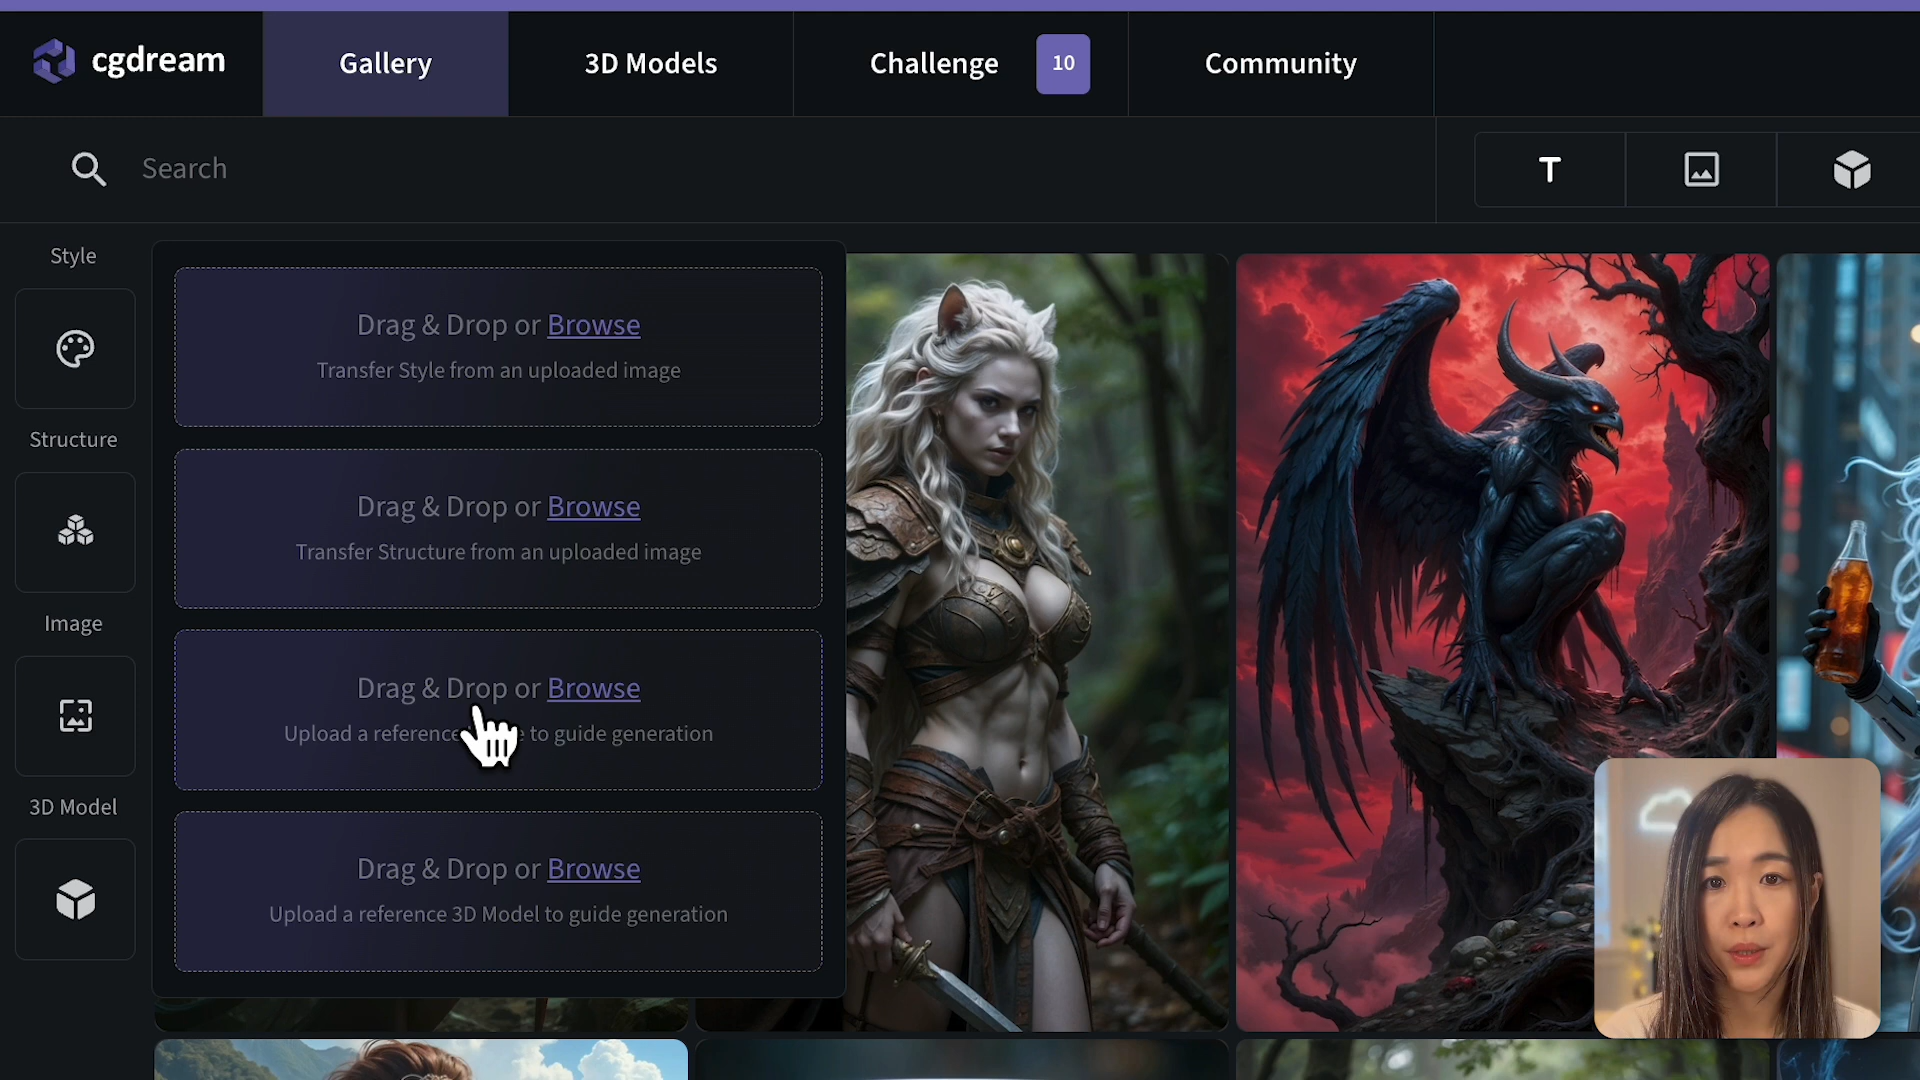 cgdream
Gallery
3D Models
Challenge
10
Community
Search
T
Style
Structure
Image
3D Model
Drag & Drop or Browse
Transfer Style from an uploaded image
Drag & Drop or Browse
Transfer Structure from an uploaded image
Drag & Drop or Browse
Upload a reference to guide generation
Drag & Drop or Browse
Upload a reference 3D Model to guide generation